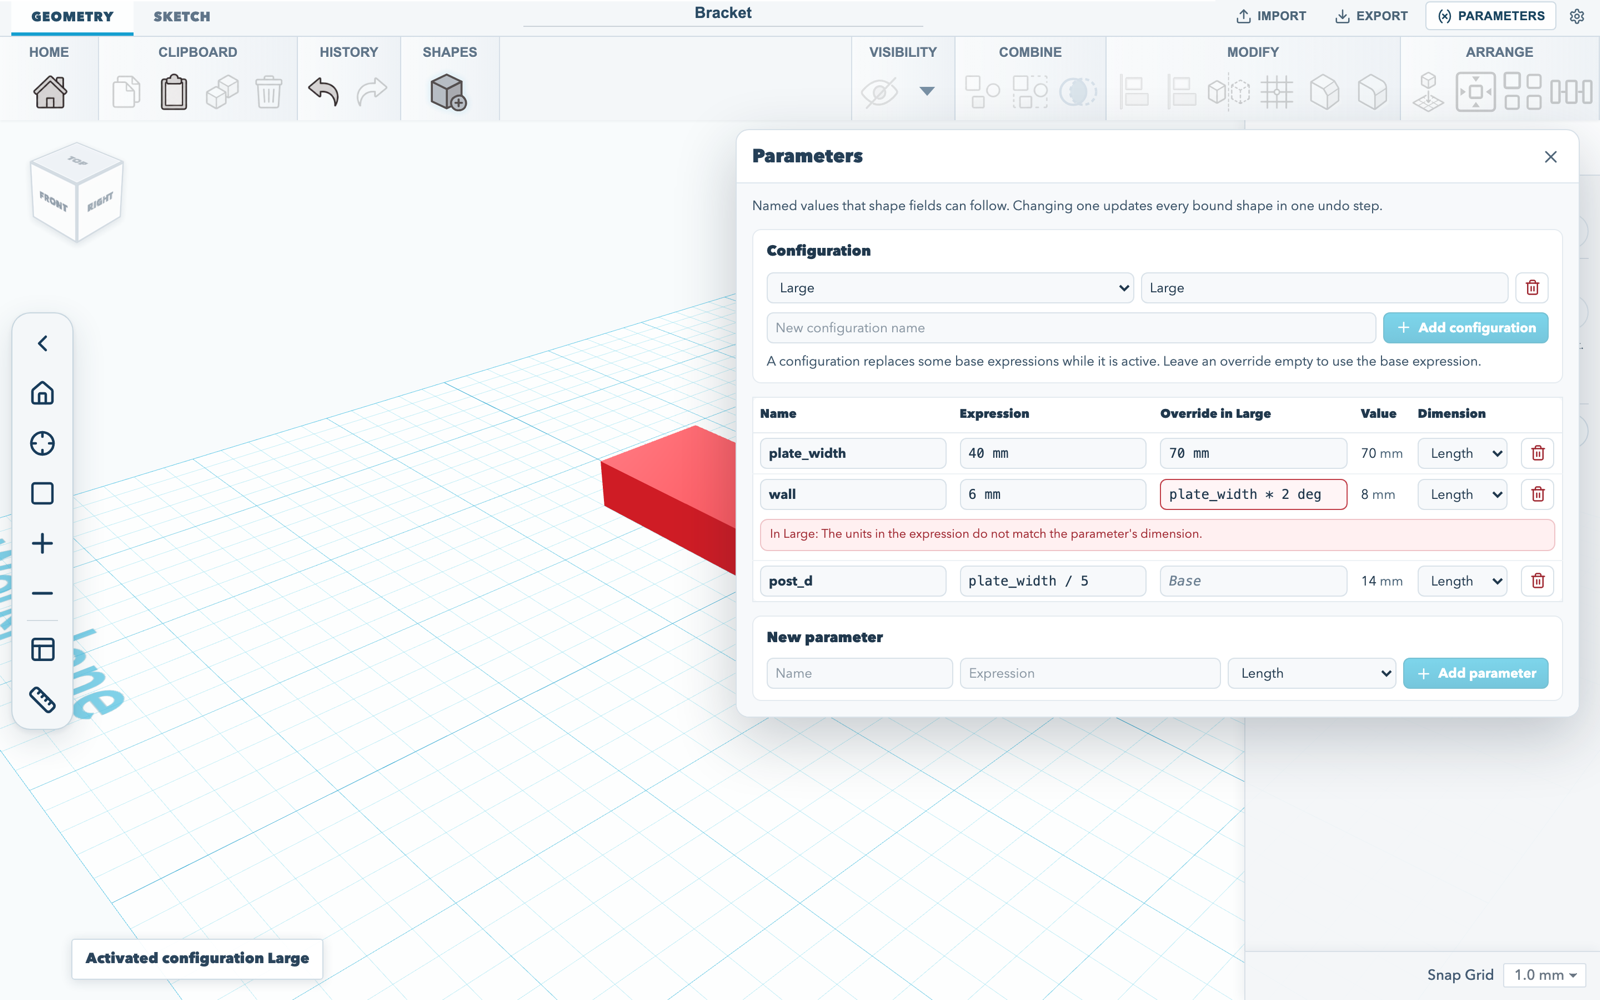 GEOMETRY
SKETCH
Bracket
IMPORT
EXPORT
(x) PARAMETERS
HOME
CLIPBOARD
HISTORY
SHAPES
VISIBILITY
COMBINE
MODIFY
ARRANGE
TOP
FRONT
RIGHT
Parameters
Named values that shape fields can follow. Changing one updates every bound shape in one undo step.
Configuration
Large
Large
New configuration name
+ Add configuration
A configuration replaces some base expressions while it is active. Leave an override empty to use the base expression.
Name Expression Override in Large Value Dimension
plate_width 40 mm 70 mm 70 mm Length
wall 6 mm plate_width * 2 deg 8 mm Length
In Large: The units in the expression do not match the parameter's dimension.
post_d plate_width / 5 Base 14 mm Length
New parameter
Name Expression Length + Add parameter
Activated configuration Large
Snap Grid 1.0 mm